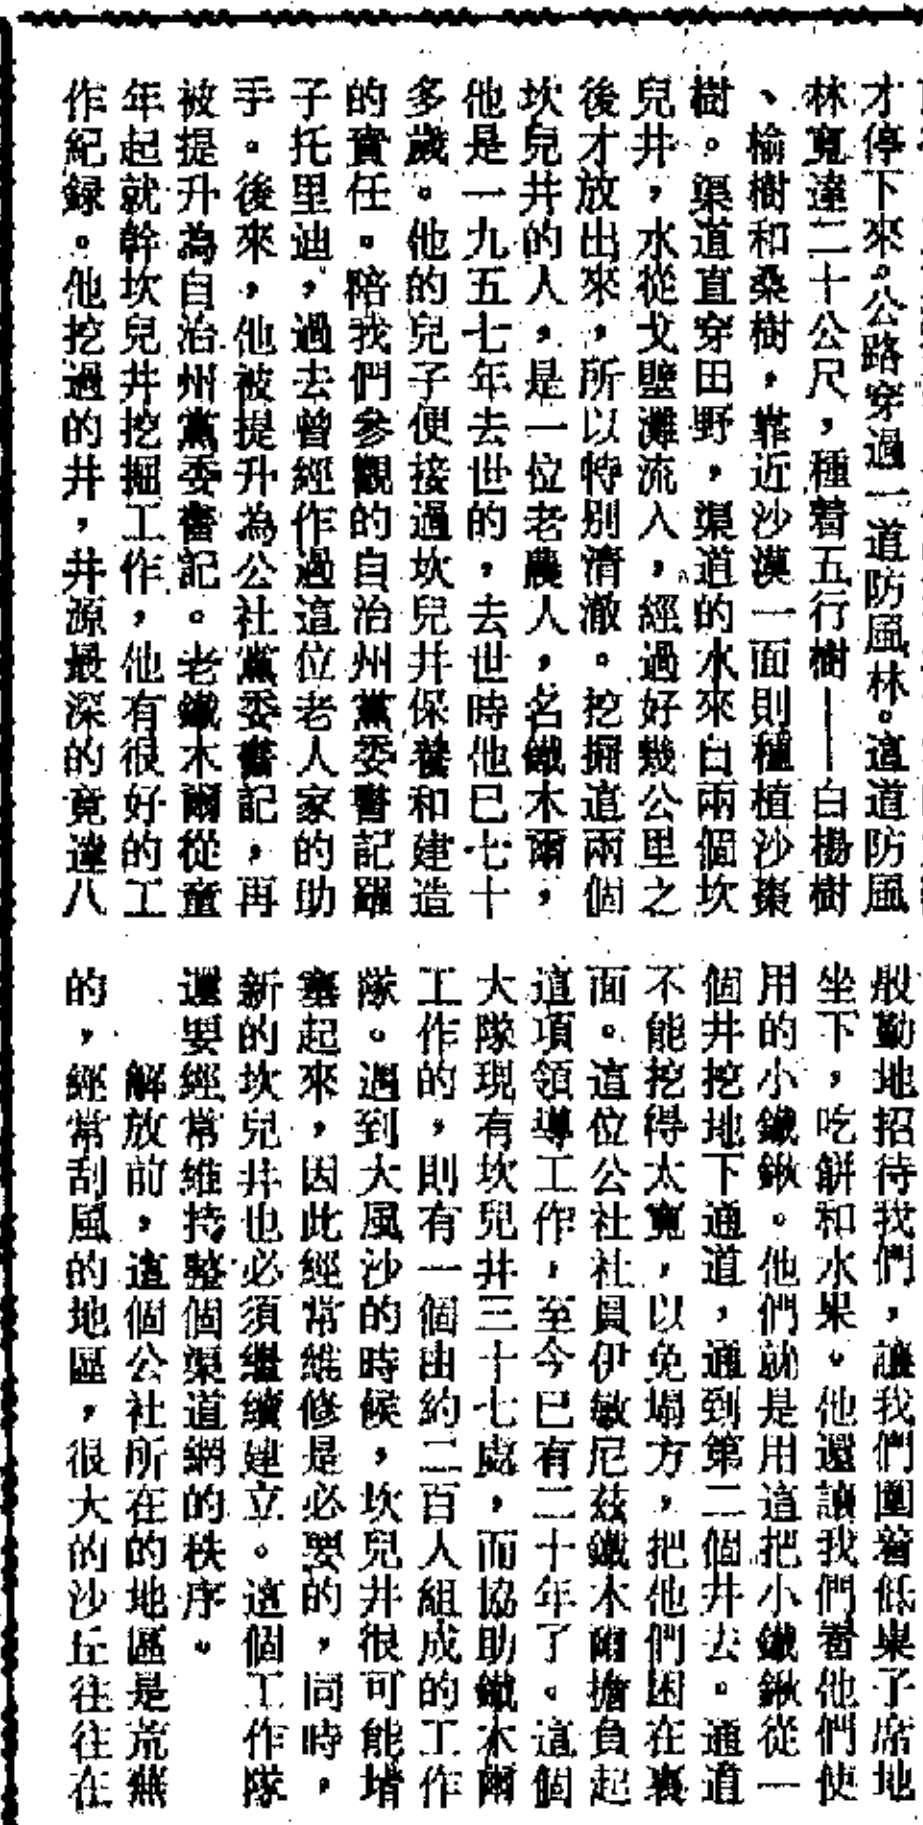 才停下來。公路穿過一道防風林。這道防風
林寬達二十公尺，種着五行樹——白楊樹
、榆樹和桑樹，靠近沙漠一面則種植沙棗
樹。渠道直穿田野，渠道的水來自兩個坎
兒井，水從戈壁灘流入，經過好幾公里之
後才放出來，所以特別清澈。挖掘這兩個
坎兒井的人，是一位老農人，名鐵木爾，
他是一九五七年去世的，去世時他已七十
多歲。他的兒子便接過坎兒井保養和建造
的責任。陪我們參觀的自治州黨委書記羅
子托里迪，過去曾經作過這位老人家的助
手。後來，他被提升為公社黨委書記，再
被提升為自治州黨委書記。老鐵木爾從童
年起就幹坎兒井挖掘工作，他有很好的工
作紀録。他挖過的井，井源最深的竟達八
般勤地招待我們，讓我們圍着低桌子席地
坐下，吃餅和水果。他還讓我們看他們使
用的小鐵鍬。他們就是用這把小鐵鍬從一
個井挖地下通道，通到第二個井去。通道
不能挖得太寬，以免塌方，把他們困在裏
面。這位公社社員伊敏尼茲鐵木爾擔負起
這項領導工作，至今已有二十年了。這個
大隊現有坎兒井三十七處，而協助鐵木爾
工作的，則有一個由約二百人組成的工作
隊。遇到大風沙的時候，坎兒井很可能堵
塞起來，因此經常維修是必要的，同時，
新的坎兒井也必須繼續建立。這個工作隊
還要經常維持整個渠道網的秩序。
解放前，這個公社所在的地區是荒蕪
的，經常刮風的地區，很大的沙丘往往在